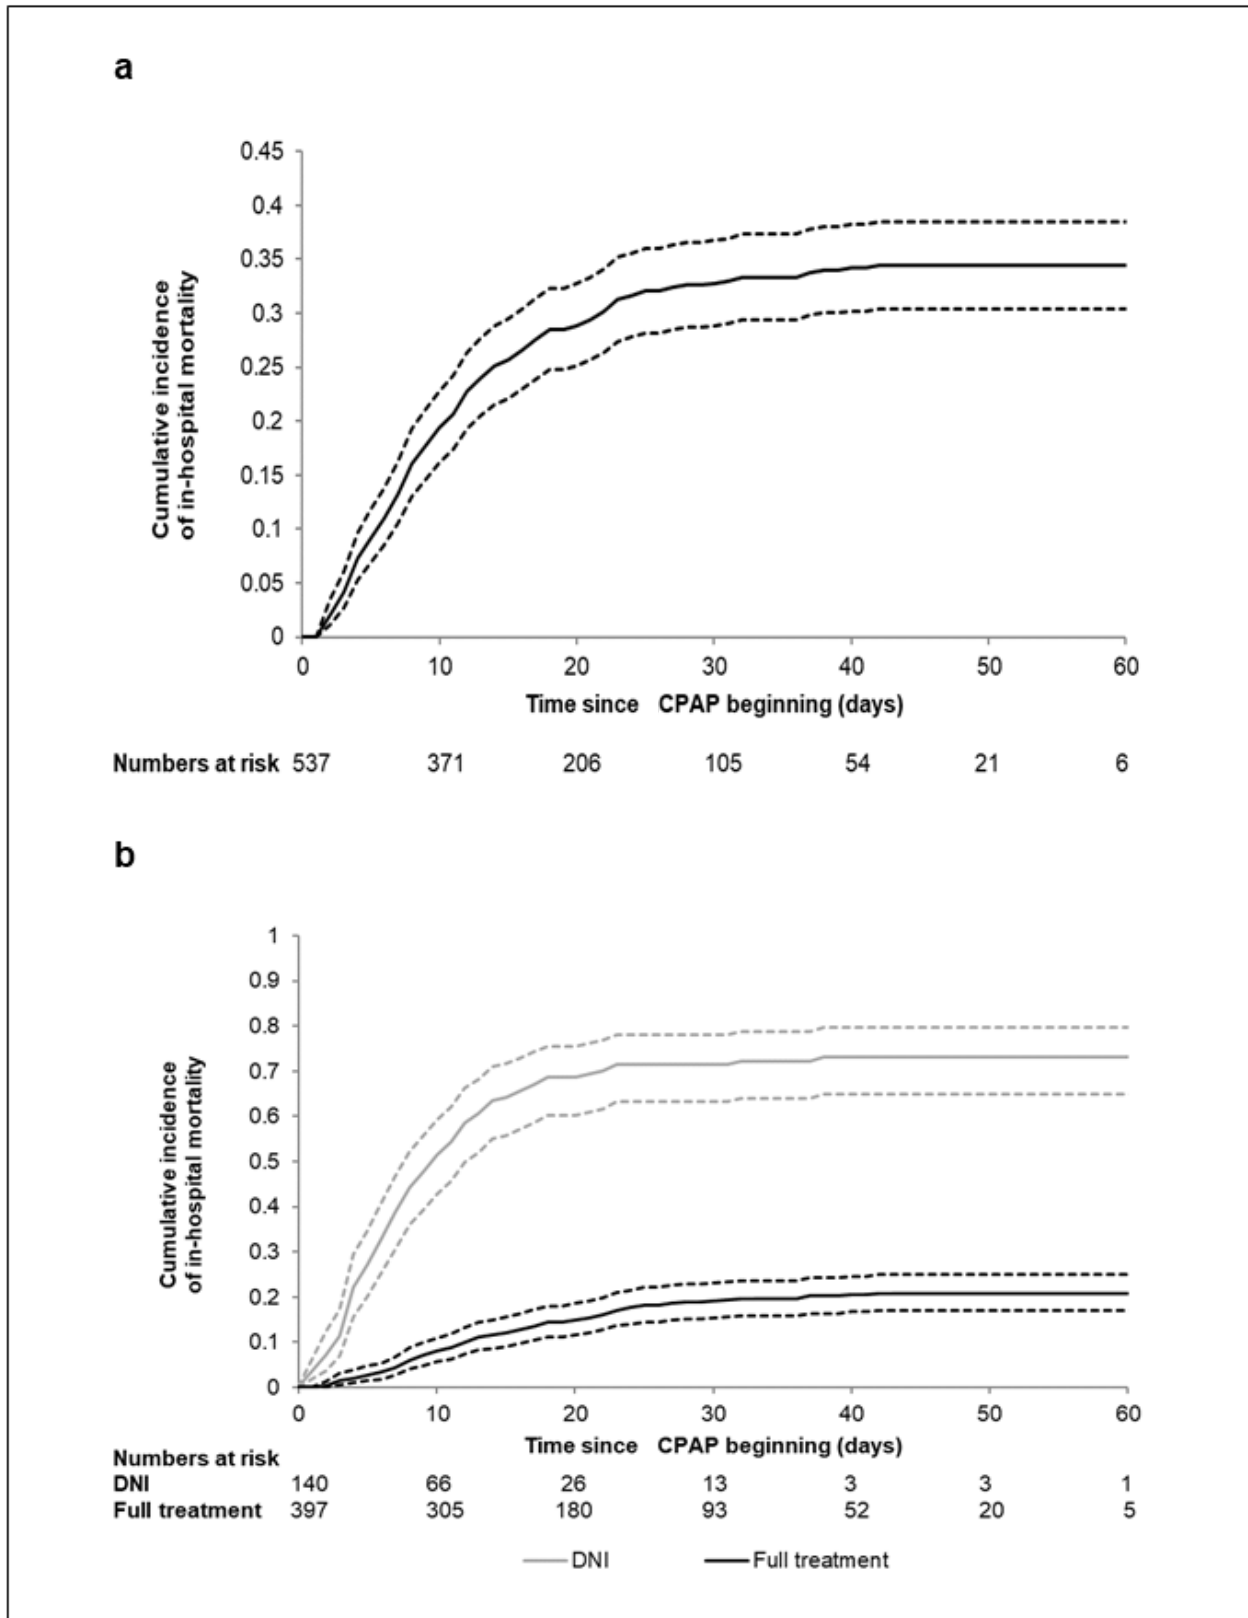 a
Cumulative incidence
of in-hospital mortality
0.45
0.4
0.35
0.3
0.25
0.2
0.15
0.1
0.05
0
0 10 20 30 40 50 60
Time since CPAP beginning (days)
Numbers at risk 537 371 206 105 54 21 6
b
Cumulative incidence
of in-hospital mortality
1
0.9
0.8
0.7
0.6
0.5
0.4
0.3
0.2
0.1
0
0 10 20 30 40 50 60
Time since CPAP beginning (days)
Numbers at risk
DNI 140 66 26 13 3 3 1
Full treatment 397 305 180 93 52 20 5
DNI Full treatment